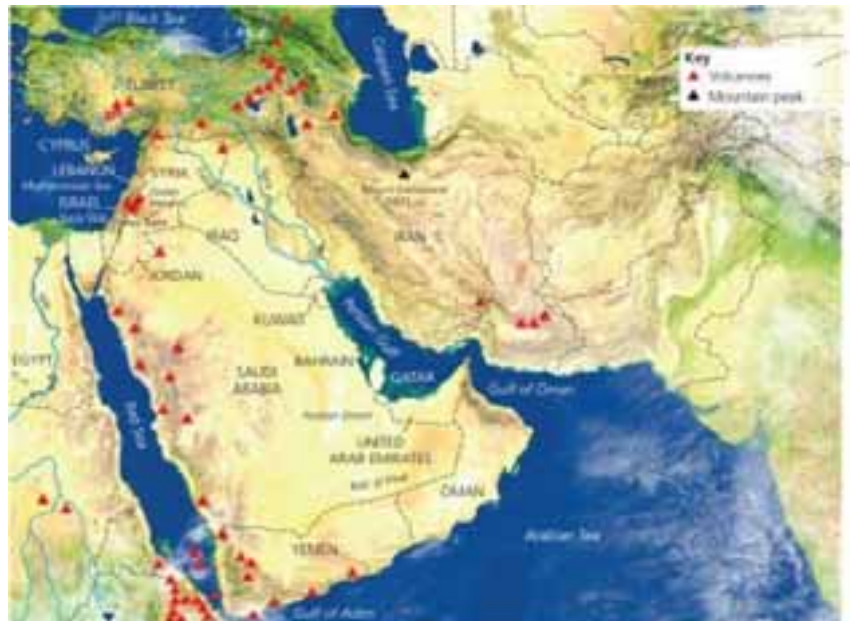 Black Sea
Caspian Sea
Key
Volcanoes
Mountain peak
TURKEY
CYPRUS
LEBANON
Mediterranean Sea
SYRIA
ISRAEL
IRAQ
IRAN
JORDAN
EGYPT
KUWAIT
Persian Gulf
BAHRAIN
QATAR
Gulf of Oman
SAUDI
ARABIA
Red Sea
UNITED
ARAB EMIRATES
OMAN
YEMEN
Arabian Sea
Gulf of Aden